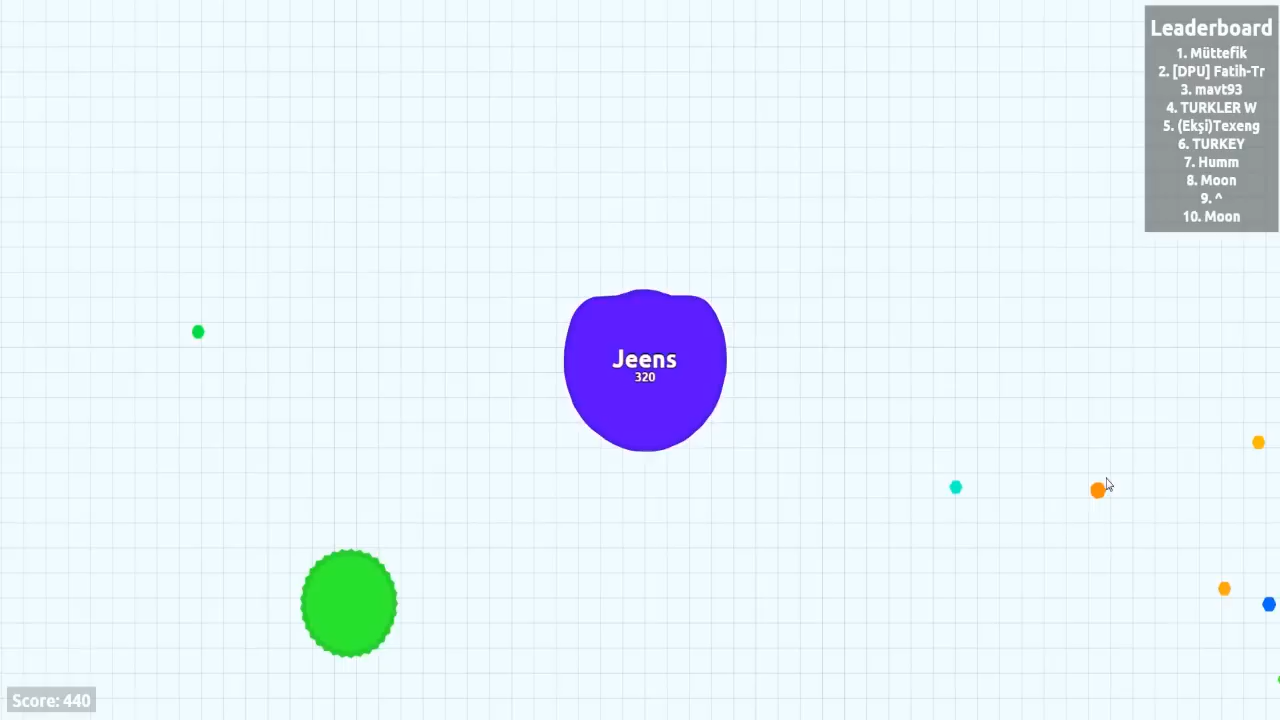 Leaderboard
1. Müttefik
2. [DPU] Fatih-Tr
3. mavt93
4. TURKLER W
5. (Ekşi)Texeng
6. TURKEY
7. Humm
8. Moon
9. ^
10. Moon
Jeens
320
Score: 440